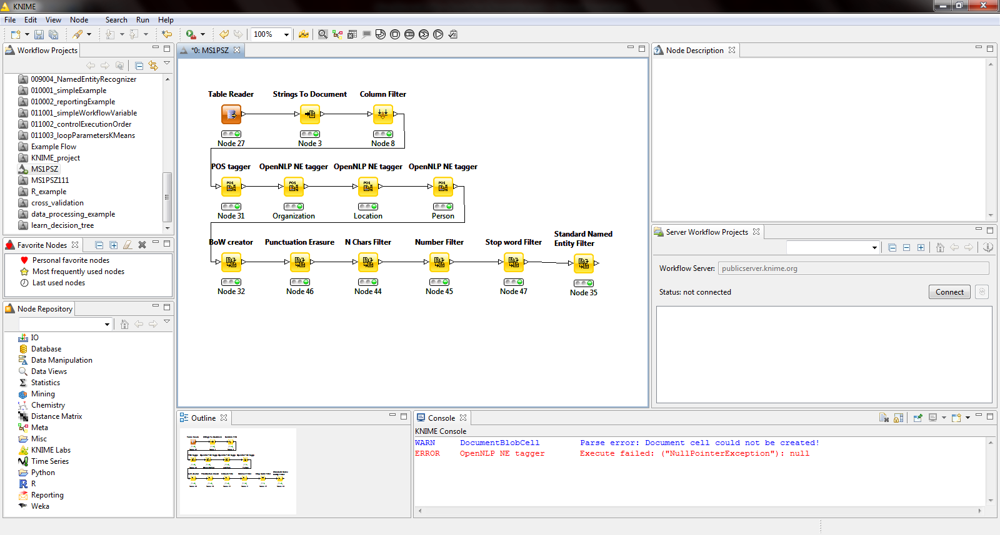 KNIME
File Edit View Node Search Run Help
100%
Workflow Projects
009004_NamedEntityRecognizer
010001_simpleExample
010002_reportingExample
011001_simpleWorkflowVariable
011002_controlExecutionOrder
011003_loopParametersKMeans
Example Flow
KNIME_project
MS1PSZ
MS1PSZ111
R_example
cross_validation
data_processing_example
learn_decision_tree
Favorite Nodes
Personal favorite nodes
Most frequently used nodes
Last used nodes
Node Repository
IO
Database
Data Manipulation
Data Views
Statistics
Mining
Chemistry
Distance Matrix
Meta
Misc
KNIME Labs
Time Series
Python
R
Reporting
Weka
*0: MS1PSZ
Table Reader Strings To Document Column Filter
Node 27 Node 3 Node 8
POS tagger OpenNLP NE tagger OpenNLP NE tagger OpenNLP NE tagger
POS POS POS POS
Node 31 Organization Location Person
BoW creator Punctuation Erasure N Chars Filter Number Filter Stop word Filter Standard Named
Entity Filter
Node 32 Node 46 Node 44 Node 45 Node 47 Node 35
Node Description
Server Workflow Projects
Workflow Server: publicserver.knime.org
Status: not connected Connect
Outline
Console
KNIME Console
WARN DocumentBlobCell Parse error: Document cell could not be created!
ERROR OpenNLP NE tagger Execute failed: ("NullPointerException"): null